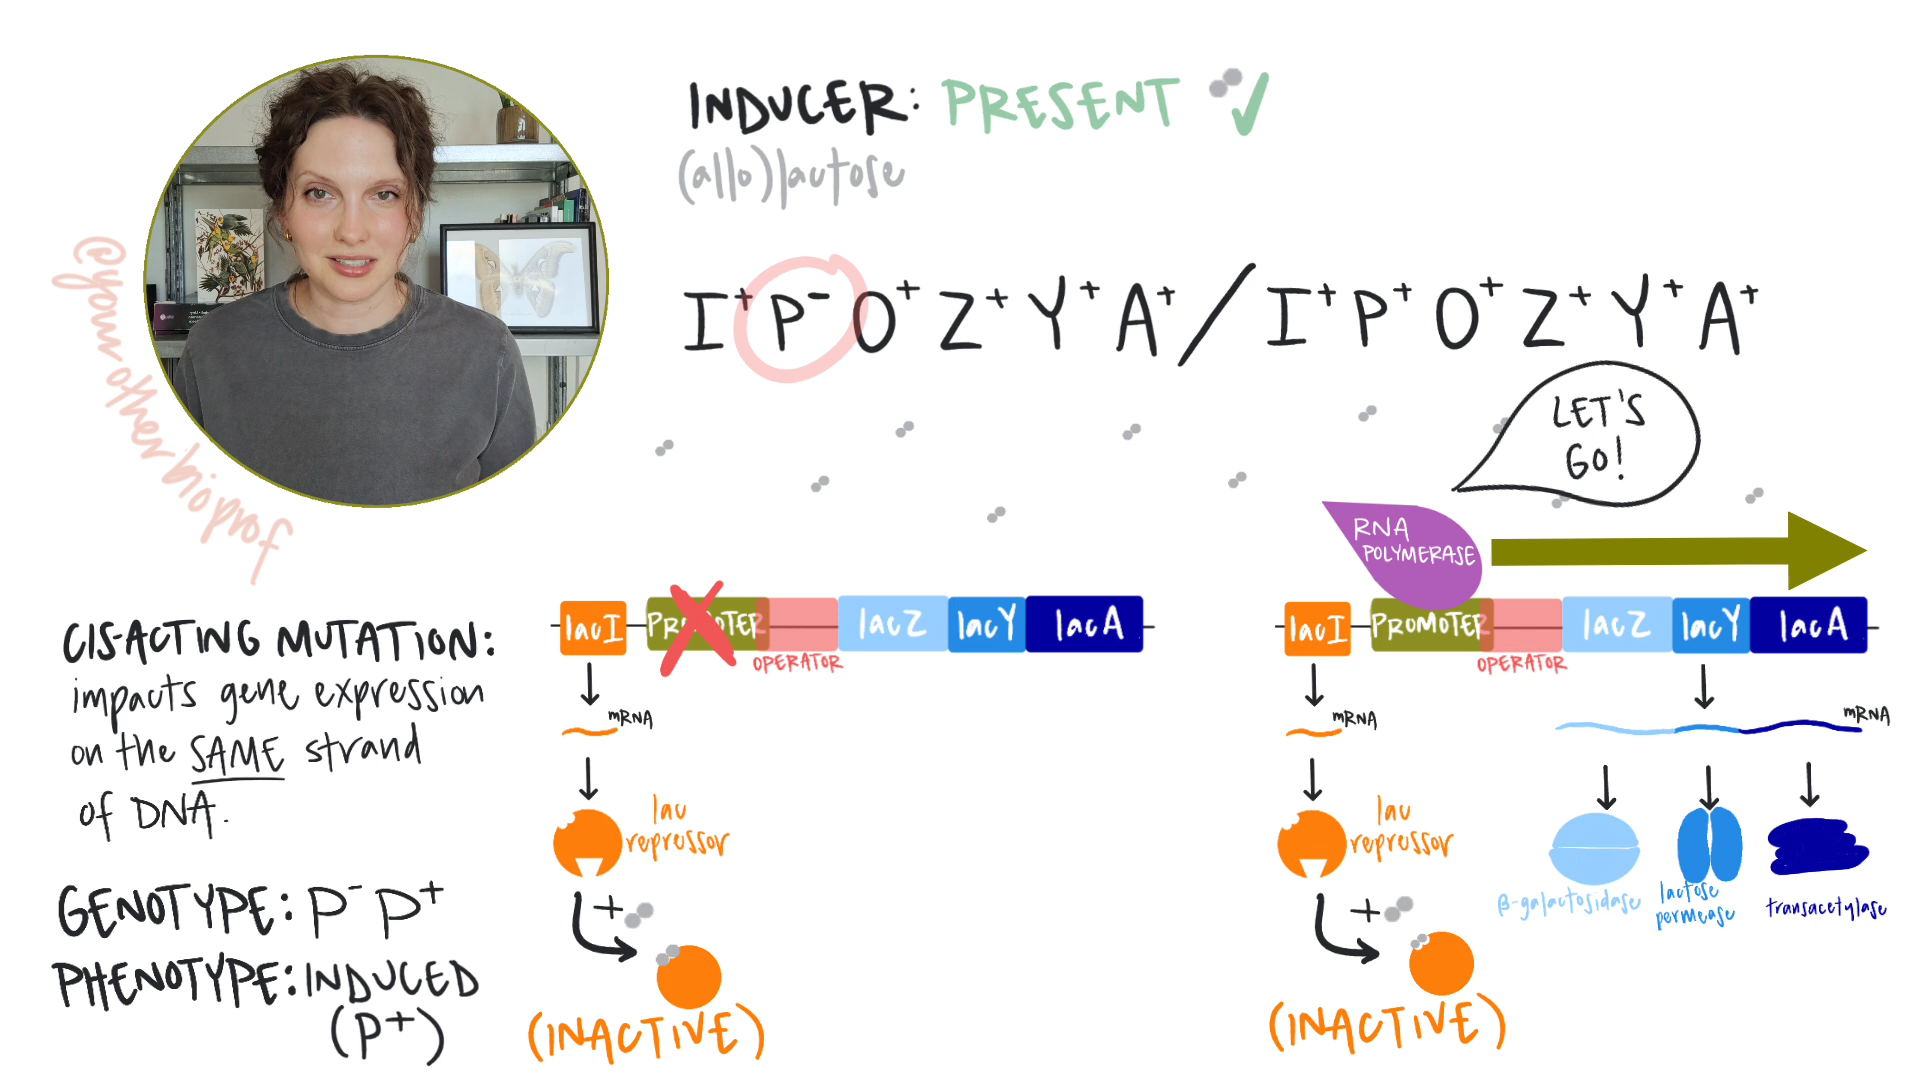 INDUCER: PRESENT
(allo)lactose
I+ P- O+ Z+ Y+ A+ / I+ P+ O+ Z+ Y+ A+
@yourotherbioprof
LET'S
GO!
RNA
POLYMERASE
lacI PROMOTER lacZ lacY lacA
OPERATOR
lacI PROMOTER lacZ lacY lacA
OPERATOR
CIS-ACTING MUTATION:
impacts gene expression
on the SAME strand
of DNA.
mRNA
mRNA
mRNA
lac
repressor
lac
repressor
β-galactosidase
lactose
permease
transacetylase
GENOTYPE: P- P+
PHENOTYPE: INDUCED
(P+)
+
+
(INACTIVE)
(INACTIVE)